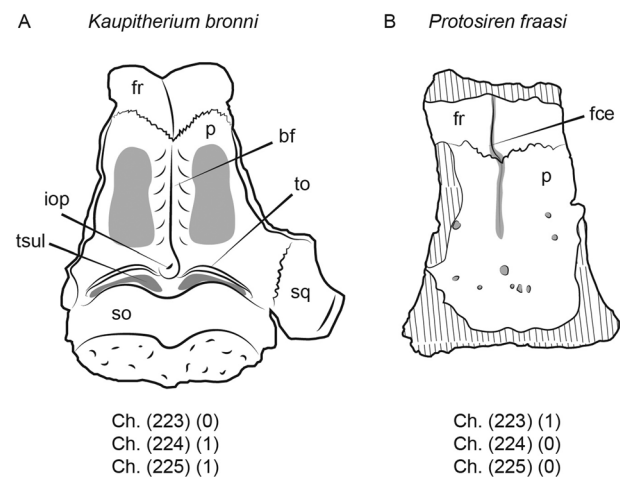 A Kaupitherium bronni
B Protosiren fraasi
fr
p
bf
to
iop
tsul
so
sq
fr
fce
p
Ch. (223) (0)
Ch. (224) (1)
Ch. (225) (1)
Ch. (223) (1)
Ch. (224) (0)
Ch. (225) (0)